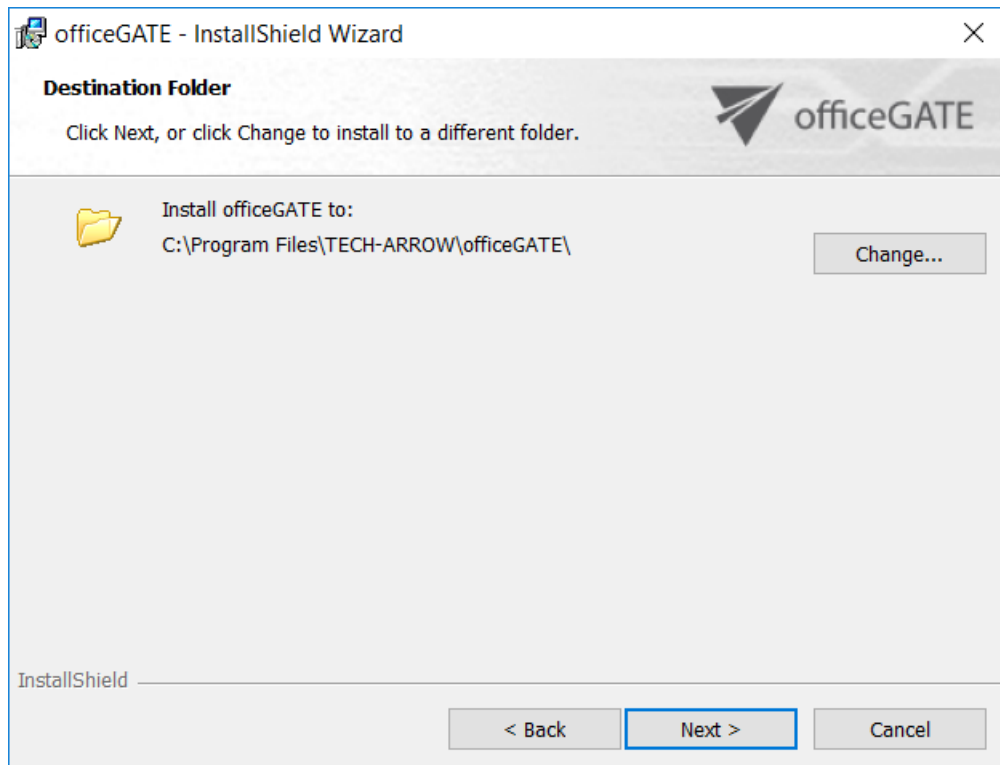 officeGATE - InstallShield Wizard
Destination Folder
Click Next, or click Change to install to a different folder.
officeGATE
Install officeGATE to:
C:\Program Files\TECH-ARROW\officeGATE\
Change...
InstallShield
< Back
Next >
Cancel